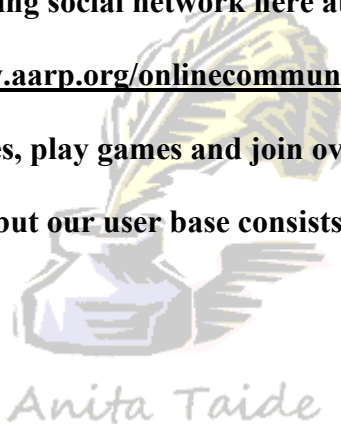 ing social network here at
.aarp.org/onlinecommun
es, play games and join ov
but our user base consists
Anita Taide